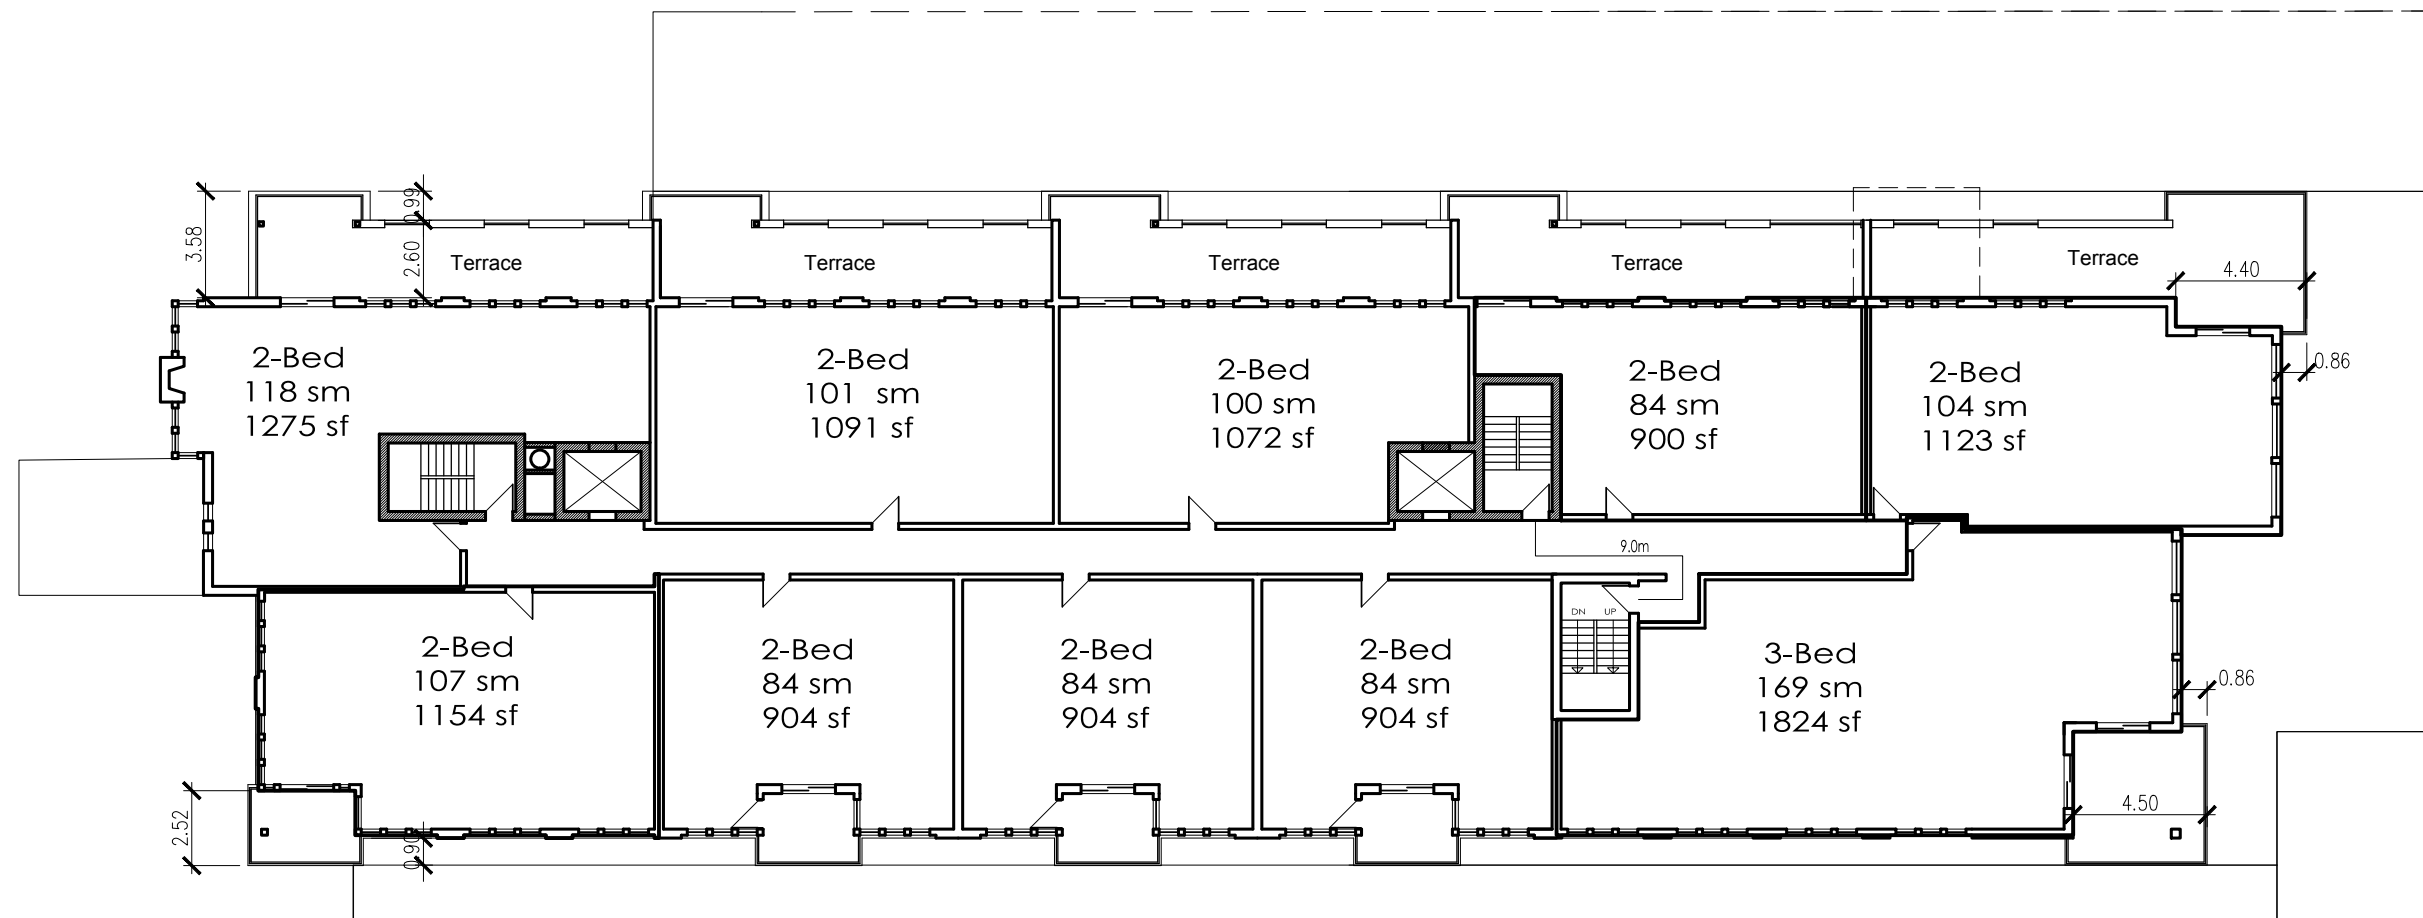 0.99
3.58
2.60
Terrace
Terrace
Terrace
Terrace
Terrace
4.40
0.86
2-Bed
118 sm
1275 sf
2-Bed
101 sm
1091 sf
2-Bed
100 sm
1072 sf
2-Bed
84 sm
900 sf
2-Bed
104 sm
1123 sf
9.0m
DN UP
2-Bed
107 sm
1154 sf
2-Bed
84 sm
904 sf
2-Bed
84 sm
904 sf
2-Bed
84 sm
904 sf
3-Bed
169 sm
1824 sf
0.86
4.50
2.52
0.90